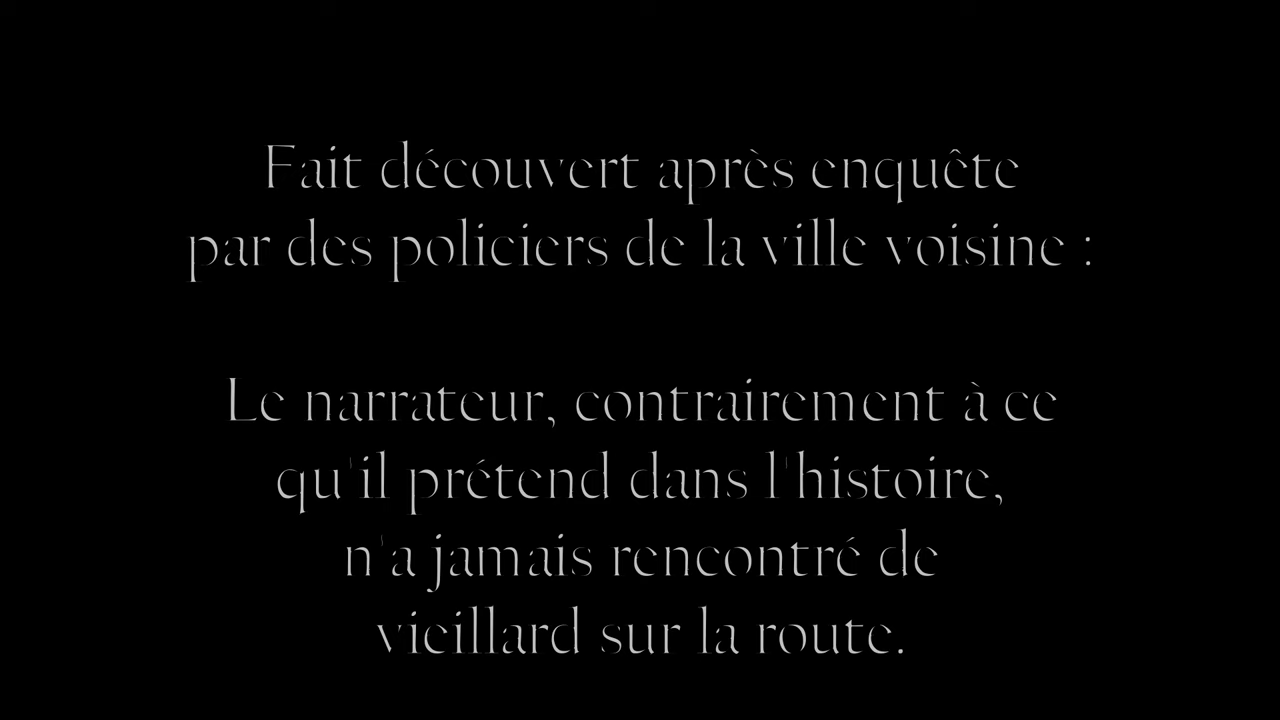 Fait découvert après enquête
par des policiers de la ville voisine :
Le narrateur, contrairement à ce
qu'il prétend dans l'histoire,
n'a jamais rencontré de
vieillard sur la route.